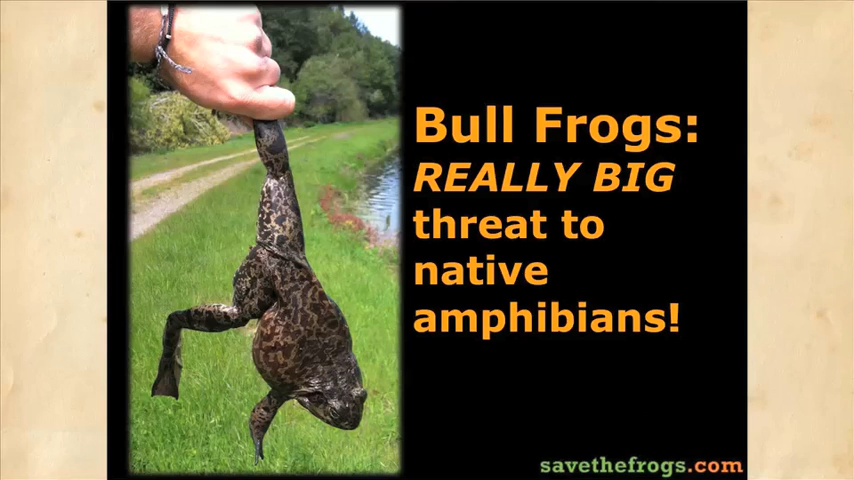 Bull Frogs:
REALLY BIG
threat to
native
amphibians!
savethefrogs.com